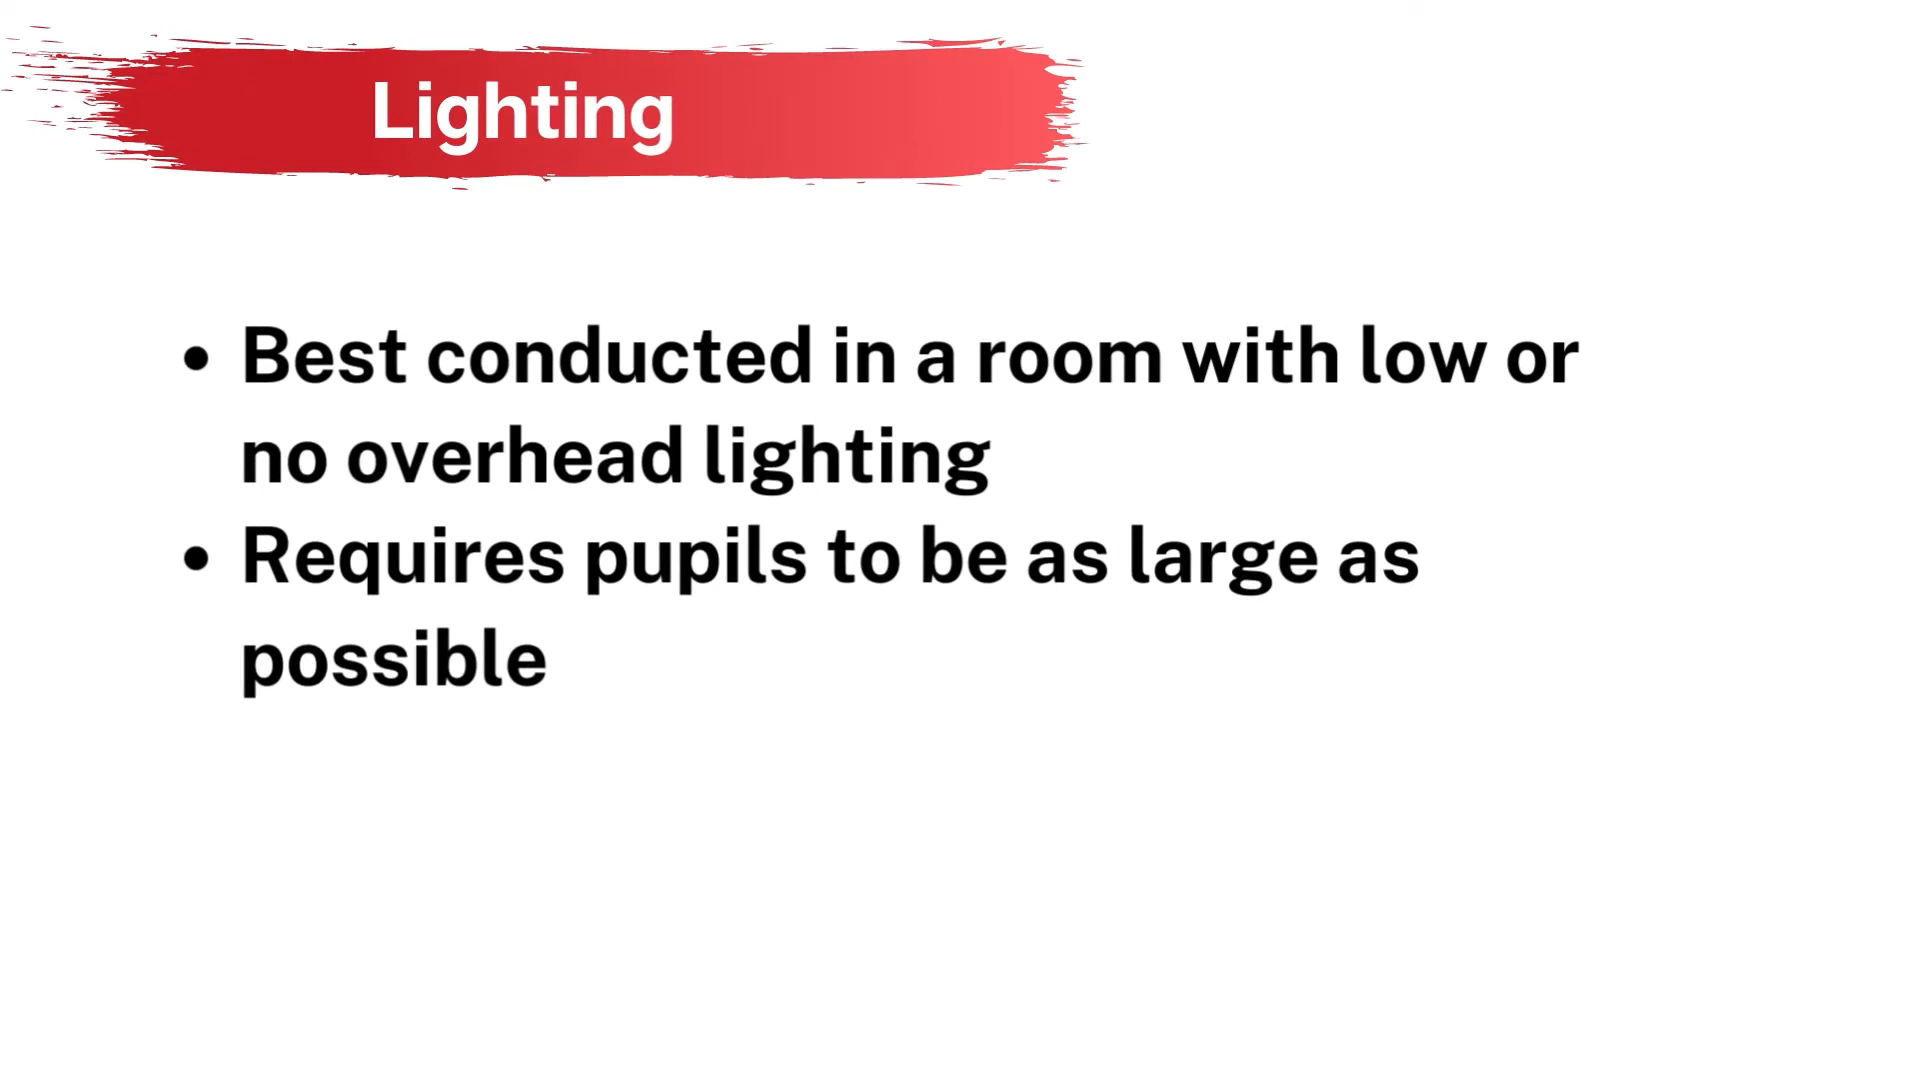 Lighting
• Best conducted in a room with low or
no overhead lighting
• Requires pupils to be as large as
possible